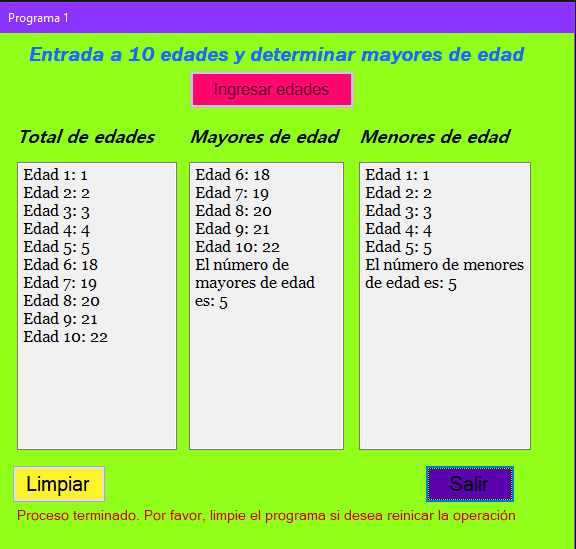 Programa 1
Entrada a 10 edades y determinar mayores de edad
Ingresar edades
Total de edades
Edad 1: 1
Edad 2: 2
Edad 3: 3
Edad 4: 4
Edad 5: 5
Edad 6: 18
Edad 7: 19
Edad 8: 20
Edad 9: 21
Edad 10: 22
Mayores de edad
Edad 6: 18
Edad 7: 19
Edad 8: 20
Edad 9: 21
Edad 10: 22
El número de
mayores de edad
es: 5
Menores de edad
Edad 1: 1
Edad 2: 2
Edad 3: 3
Edad 4: 4
Edad 5: 5
El número de menores
de edad es: 5
Limpiar
Salir
Proceso terminado. Por favor, limpie el programa si desea reinicar la operación